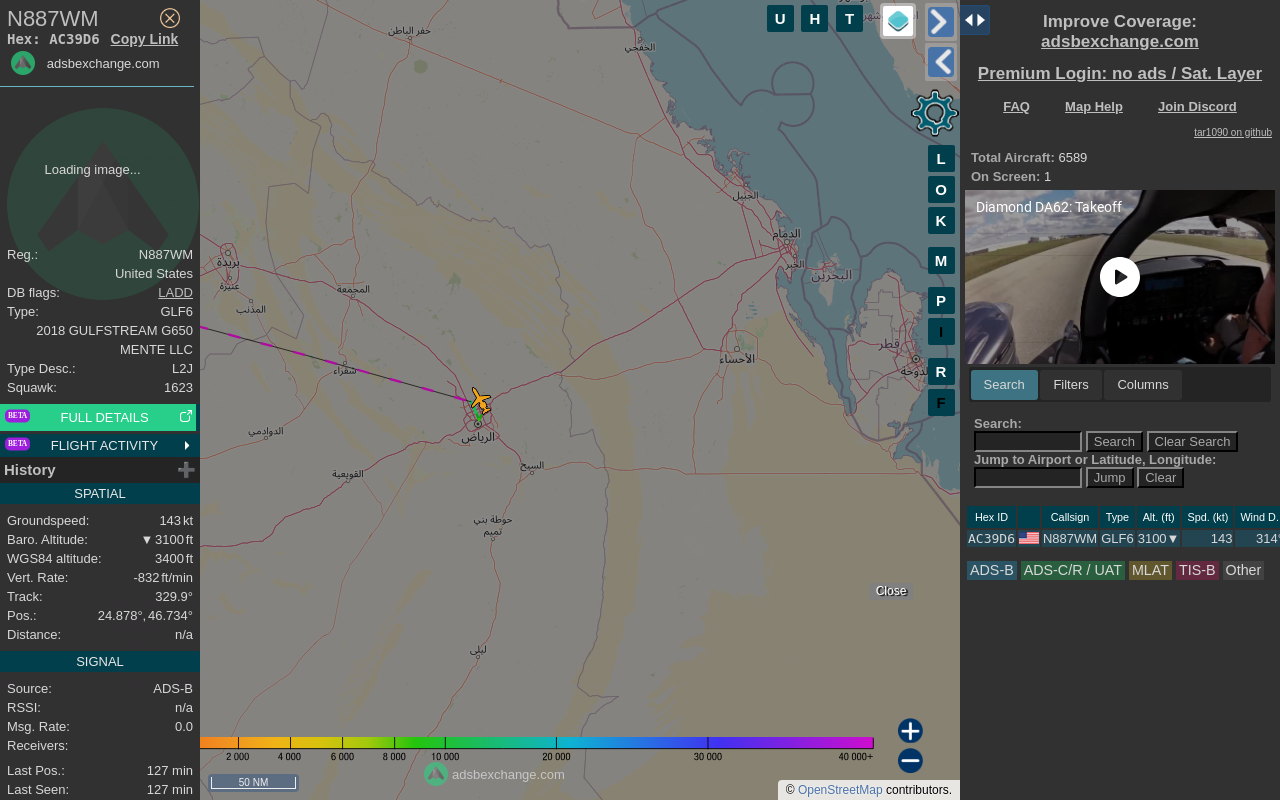 N887WM
Hex: AC39D6 Copy Link
adsbexchange.com
Loading image...
Reg.: N887WM
United States
DB flags: LADD
Type: GLF6
2018 GULFSTREAM G650
MENTE LLC
Type Desc.: L2J
Squawk: 1623
BETA FULL DETAILS
BETA FLIGHT ACTIVITY
History
SPATIAL
Groundspeed: 143 kt
Baro. Altitude: ▼ 3100 ft
WGS84 altitude: 3400 ft
Vert. Rate: -832 ft/min
Track: 329.9°
Pos.: 24.878°, 46.734°
Distance: n/a
SIGNAL
Source: ADS-B
RSSI: n/a
Msg. Rate: 0.0
Receivers:
Last Pos.: 127 min
Last Seen: 127 min
U H T
حفر الباطن
الخفجي
الجبيل
الدمام
الخبر
البحرين
قطر
الدوحة
الأحساء
بريدة
عنيزة
المذنب
المجمعة
شقراء
الدوادمي
الرياض
القويعية
السيح
حوطة بني
تميم
ليلى
L
O
K
M
P
I
R
F
Close
2 000 4 000 6 000 8 000 10 000 20 000 30 000 40 000+
adsbexchange.com
50 NM
© OpenStreetMap contributors.
Improve Coverage:
adsbexchange.com
Premium Login: no ads / Sat. Layer
FAQ Map Help Join Discord
tar1090 on github
Total Aircraft: 6589
On Screen: 1
Diamond DA62: Takeoff
Search Filters Columns
Search:
Search Clear Search
Jump to Airport or Latitude, Longitude:
Jump Clear
Hex ID Callsign Type Alt. (ft) Spd. (kt) Wind D.
AC39D6 N887WM GLF6 3100▼ 143 314°
ADS-B ADS-C/R / UAT MLAT TIS-B Other